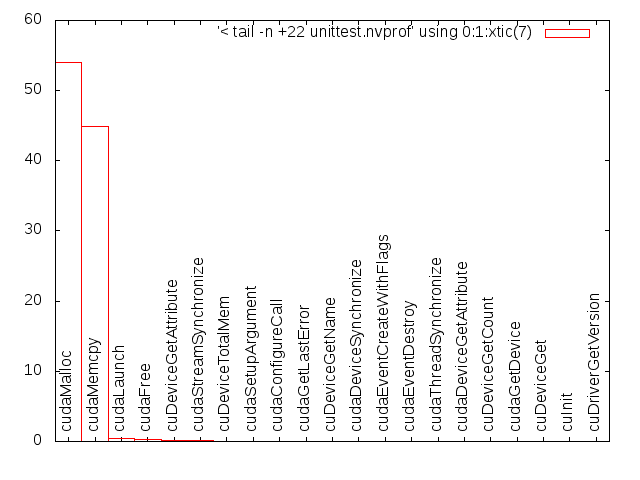 '< tail -n +22 unittest.nvprof' using 0:1:xtic(7)
60
50
40
30
20
10
0
cudaMalloc
cudaMemcpy
cudaLaunch
cudaFree
cuDeviceGetAttribute
cudaStreamSynchronize
cuDeviceTotalMem
cudaSetupArgument
cudaConfigureCall
cudaGetLastError
cuDeviceGetName
cudaDeviceSynchronize
cudaEventCreateWithFlags
cudaEventDestroy
cudaThreadSynchronize
cudaDeviceGetAttribute
cuDeviceGetCount
cudaGetDevice
cuDeviceGet
cuInit
cuDriverGetVersion